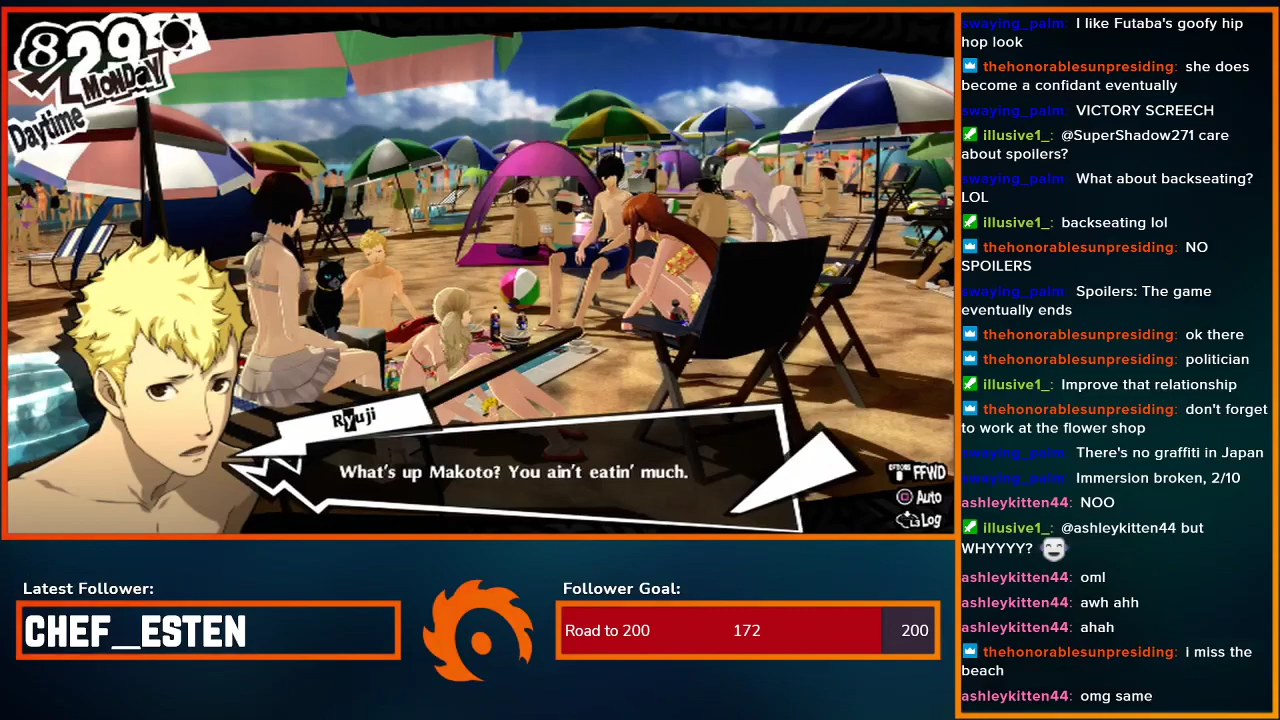 8/29
MONDAY
Daytime
Ryuji
What's up Makoto? You ain't eatin' much.
OPTIONS FFWD
Auto
L3 Log
Latest Follower:
CHEF_ESTEN
Follower Goal:
Road to 200 172 200
swaying_palm: I like Futaba's goofy hip
hop look
thehonorablesunpresiding: she does
become a confidant eventually
swaying_palm: VICTORY SCREECH
illusive1_: @SuperShadow271 care
about spoilers?
swaying_palm: What about backseating?
LOL
illusive1_: backseating lol
thehonorablesunpresiding: NO
SPOILERS
swaying_palm: Spoilers: The game
eventually ends
thehonorablesunpresiding: ok there
thehonorablesunpresiding: politician
illusive1_: Improve that relationship
thehonorablesunpresiding: don't forget
to work at the flower shop
swaying_palm: There's no graffiti in Japan
swaying_palm: Immersion broken, 2/10
ashleykitten44: NOO
illusive1_: @ashleykitten44 but
WHYYYY?
ashleykitten44: oml
ashleykitten44: awh ahh
ashleykitten44: ahah
thehonorablesunpresiding: i miss the
beach
ashleykitten44: omg same